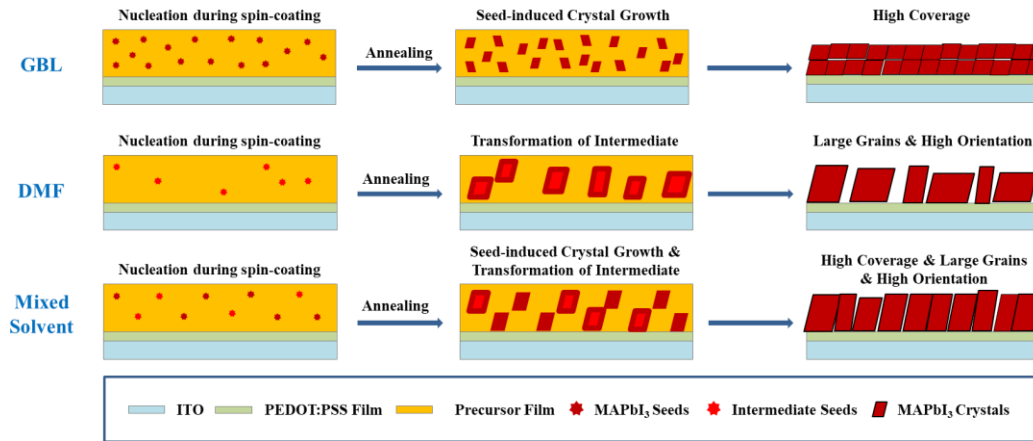 Nucleation during spin-coating
Seed-induced Crystal Growth
High Coverage
GBL
Annealing
Nucleation during spin-coating
Transformation of Intermediate
Large Grains & High Orientation
DMF
Annealing
Seed-induced Crystal Growth &
Transformation of Intermediate
High Coverage & Large Grains
& High Orientation
Nucleation during spin-coating
Mixed
Solvent
Annealing
ITO
PEDOT:PSS Film
Precursor Film
MAPbI₃ Seeds
Intermediate Seeds
MAPbI₃ Crystals